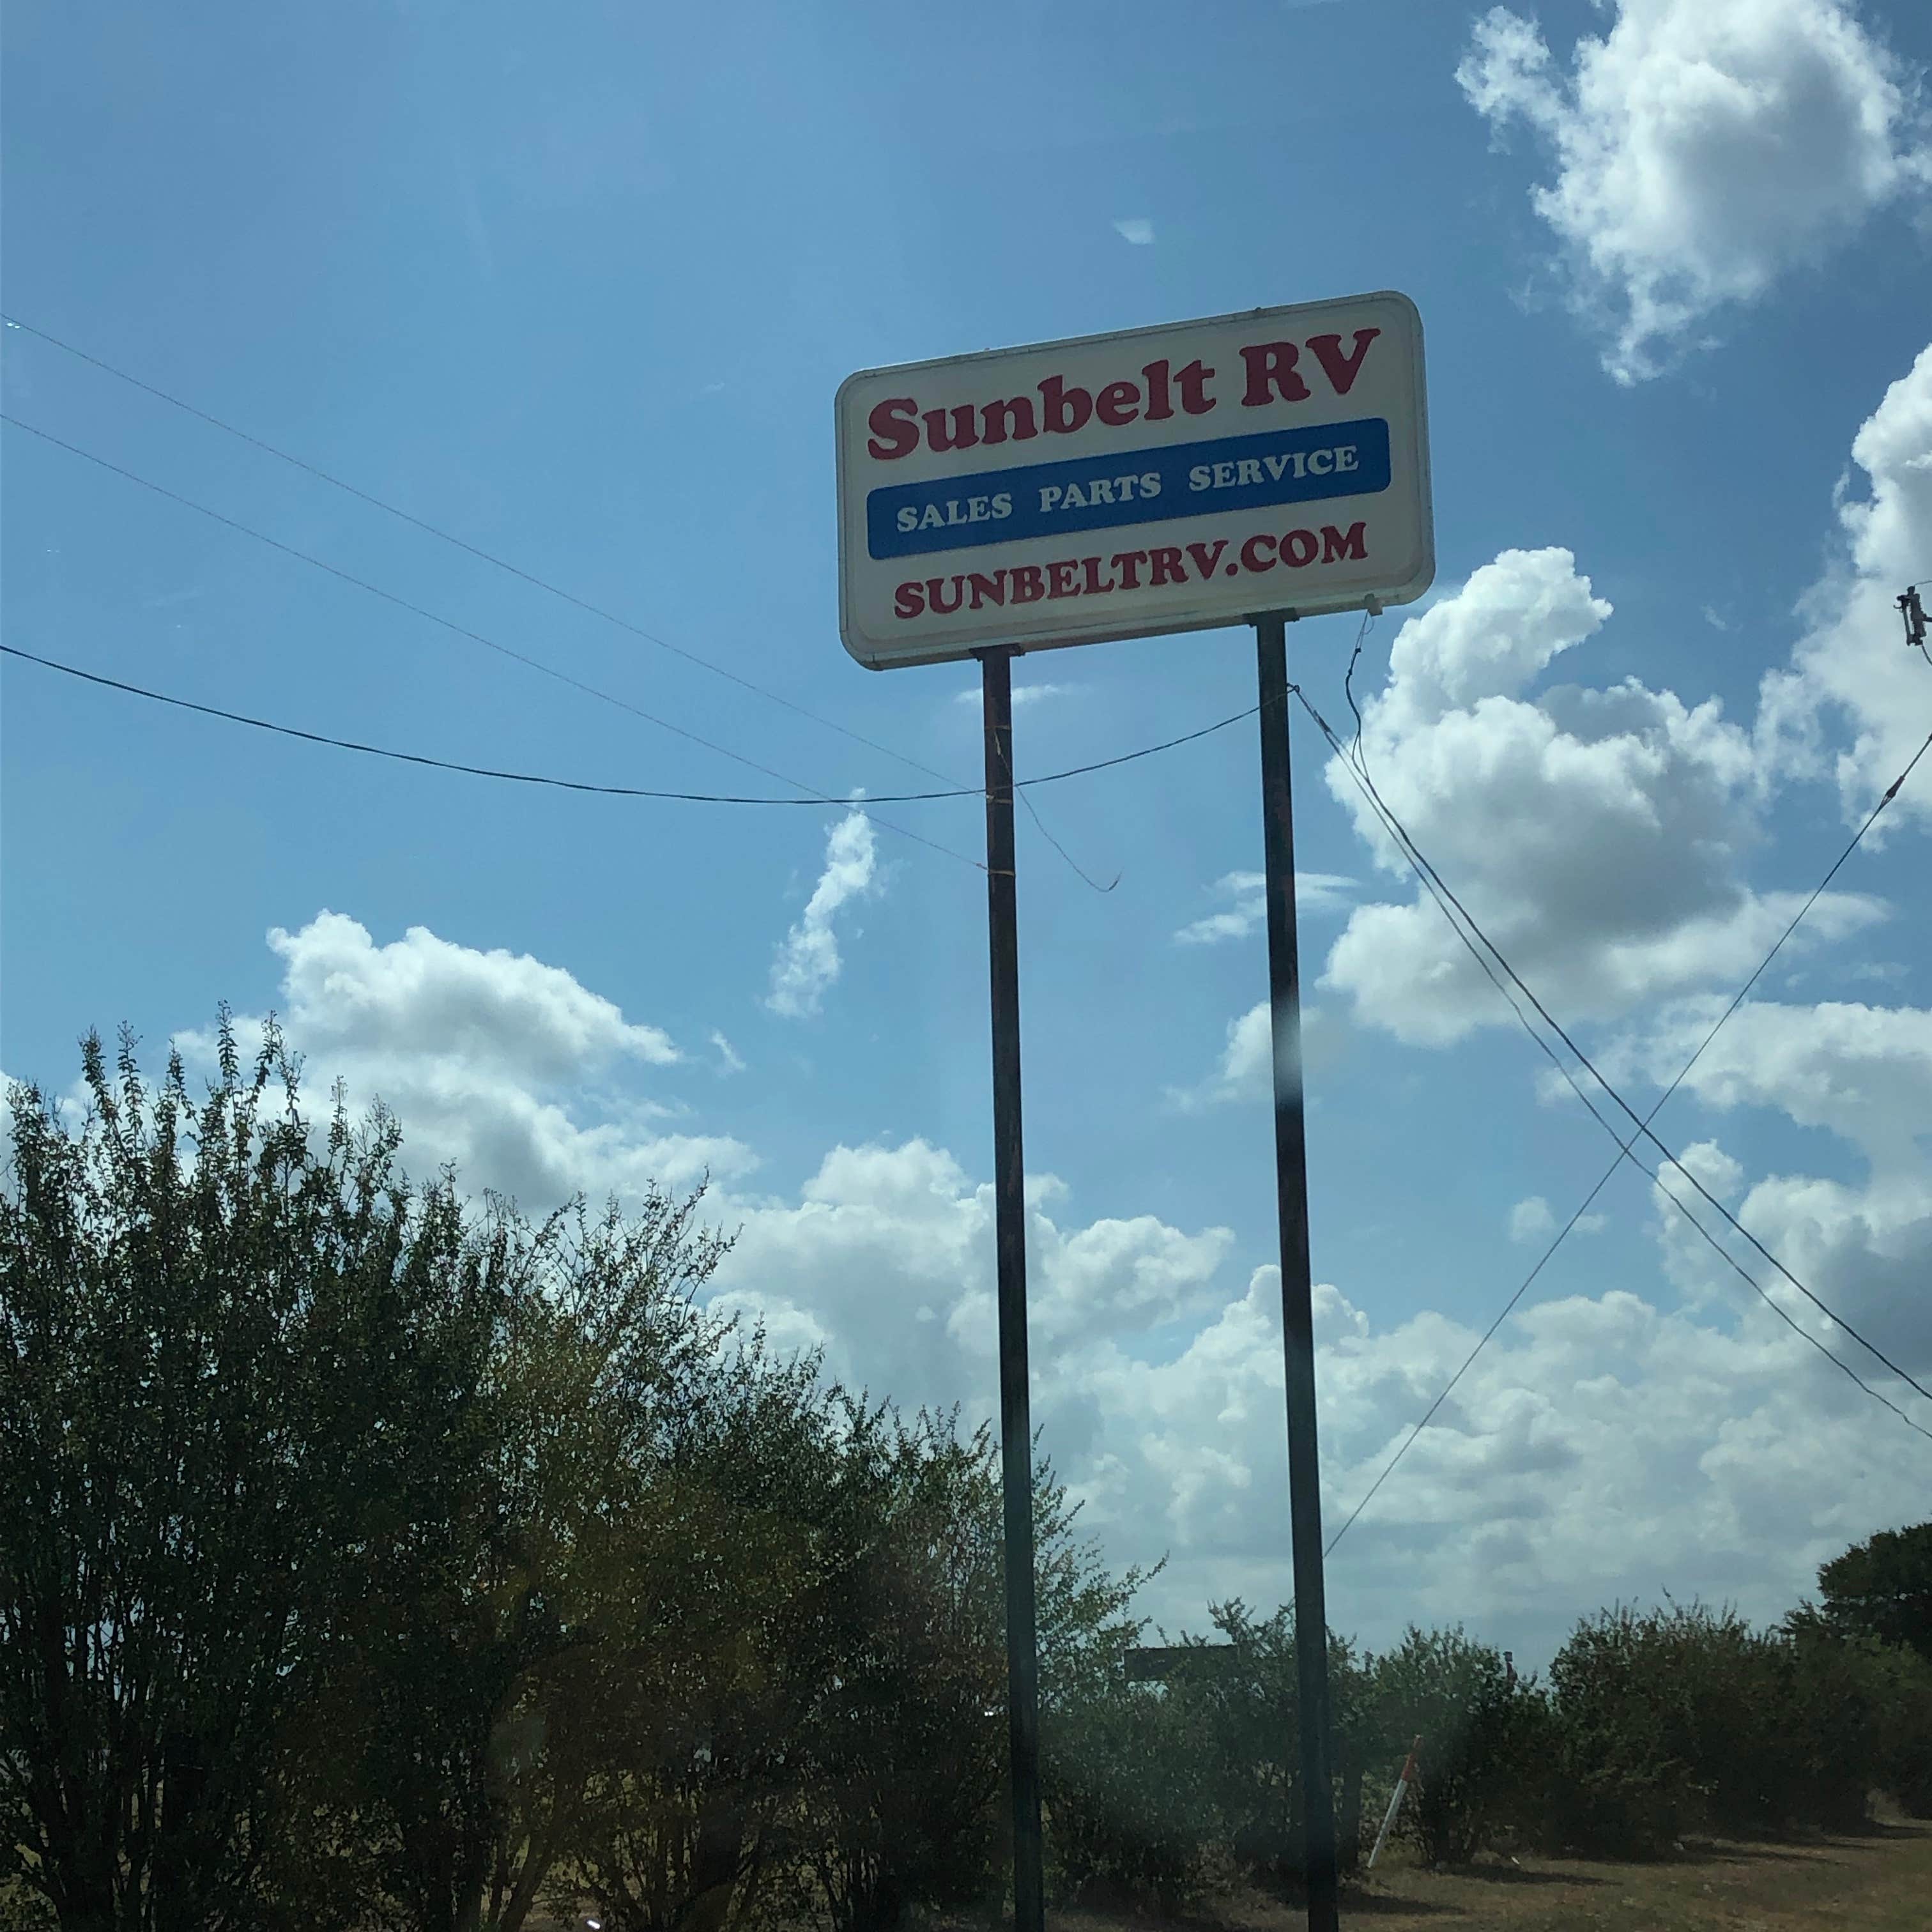 Sunbelt RV
SALES PARTS SERVICE
SUNBELTRV.COM